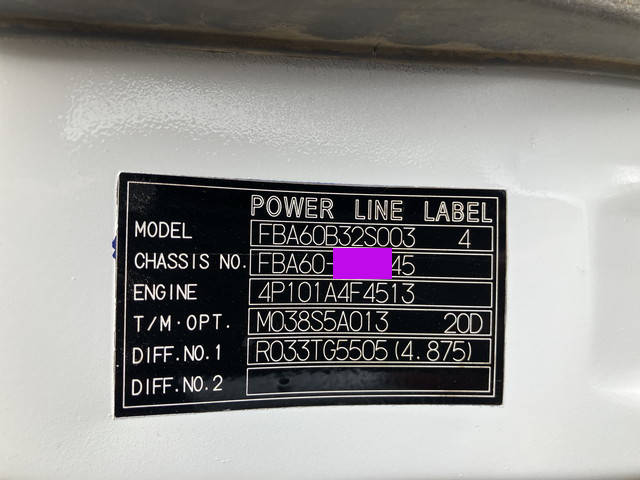 POWER LINE LABEL
MODEL FBA60B32S003 4
CHASSIS NO. FBA60- 45
ENGINE 4P101A4F4513
T/M·OPT. M038S5A013 20D
DIFF.NO.1 R033TG5505(4.875)
DIFF.NO.2